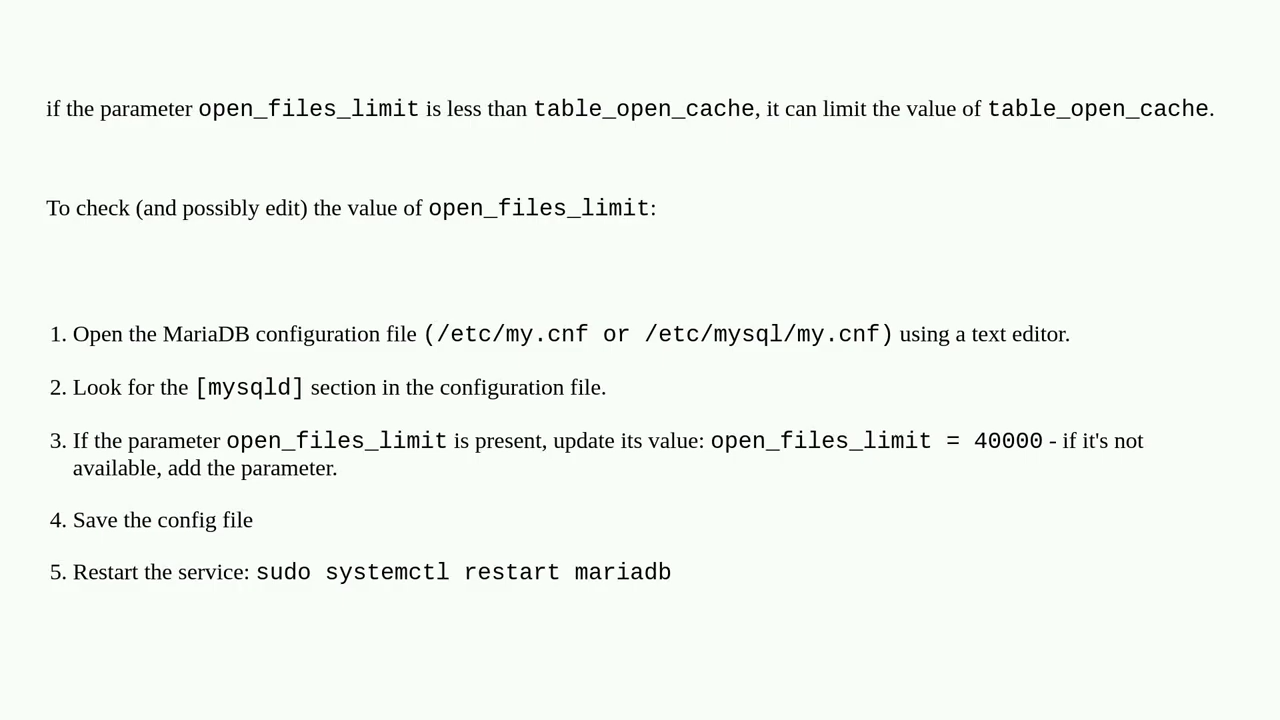 if the parameter open_files_limit is less than table_open_cache, it can limit the value of table_open_cache.
To check (and possibly edit) the value of open_files_limit:
1. Open the MariaDB configuration file (/etc/my.cnf or /etc/mysql/my.cnf) using a text editor.
2. Look for the [mysqld] section in the configuration file.
3. If the parameter open_files_limit is present, update its value: open_files_limit = 40000 - if it's not
available, add the parameter.
4. Save the config file
5. Restart the service: sudo systemctl restart mariadb